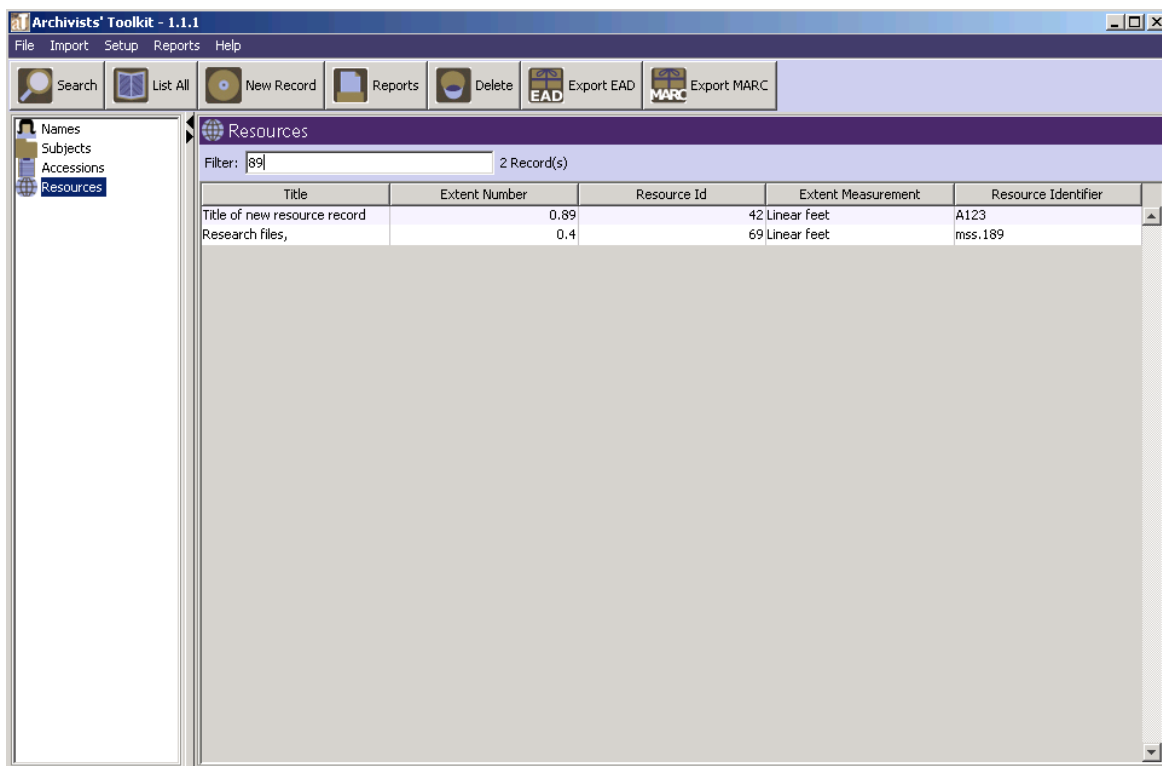 aT Archivists' Toolkit - 1.1.1
File Import Setup Reports Help
Search List All New Record Reports Delete EAD Export EAD MARC Export MARC
Names
Subjects
Accessions
Resources
Resources
Filter: 89 2 Record(s)
Title Extent Number Resource Id Extent Measurement Resource Identifier
Title of new resource record 0.89 42 Linear feet A123
Research files, 0.4 69 Linear feet mss.189